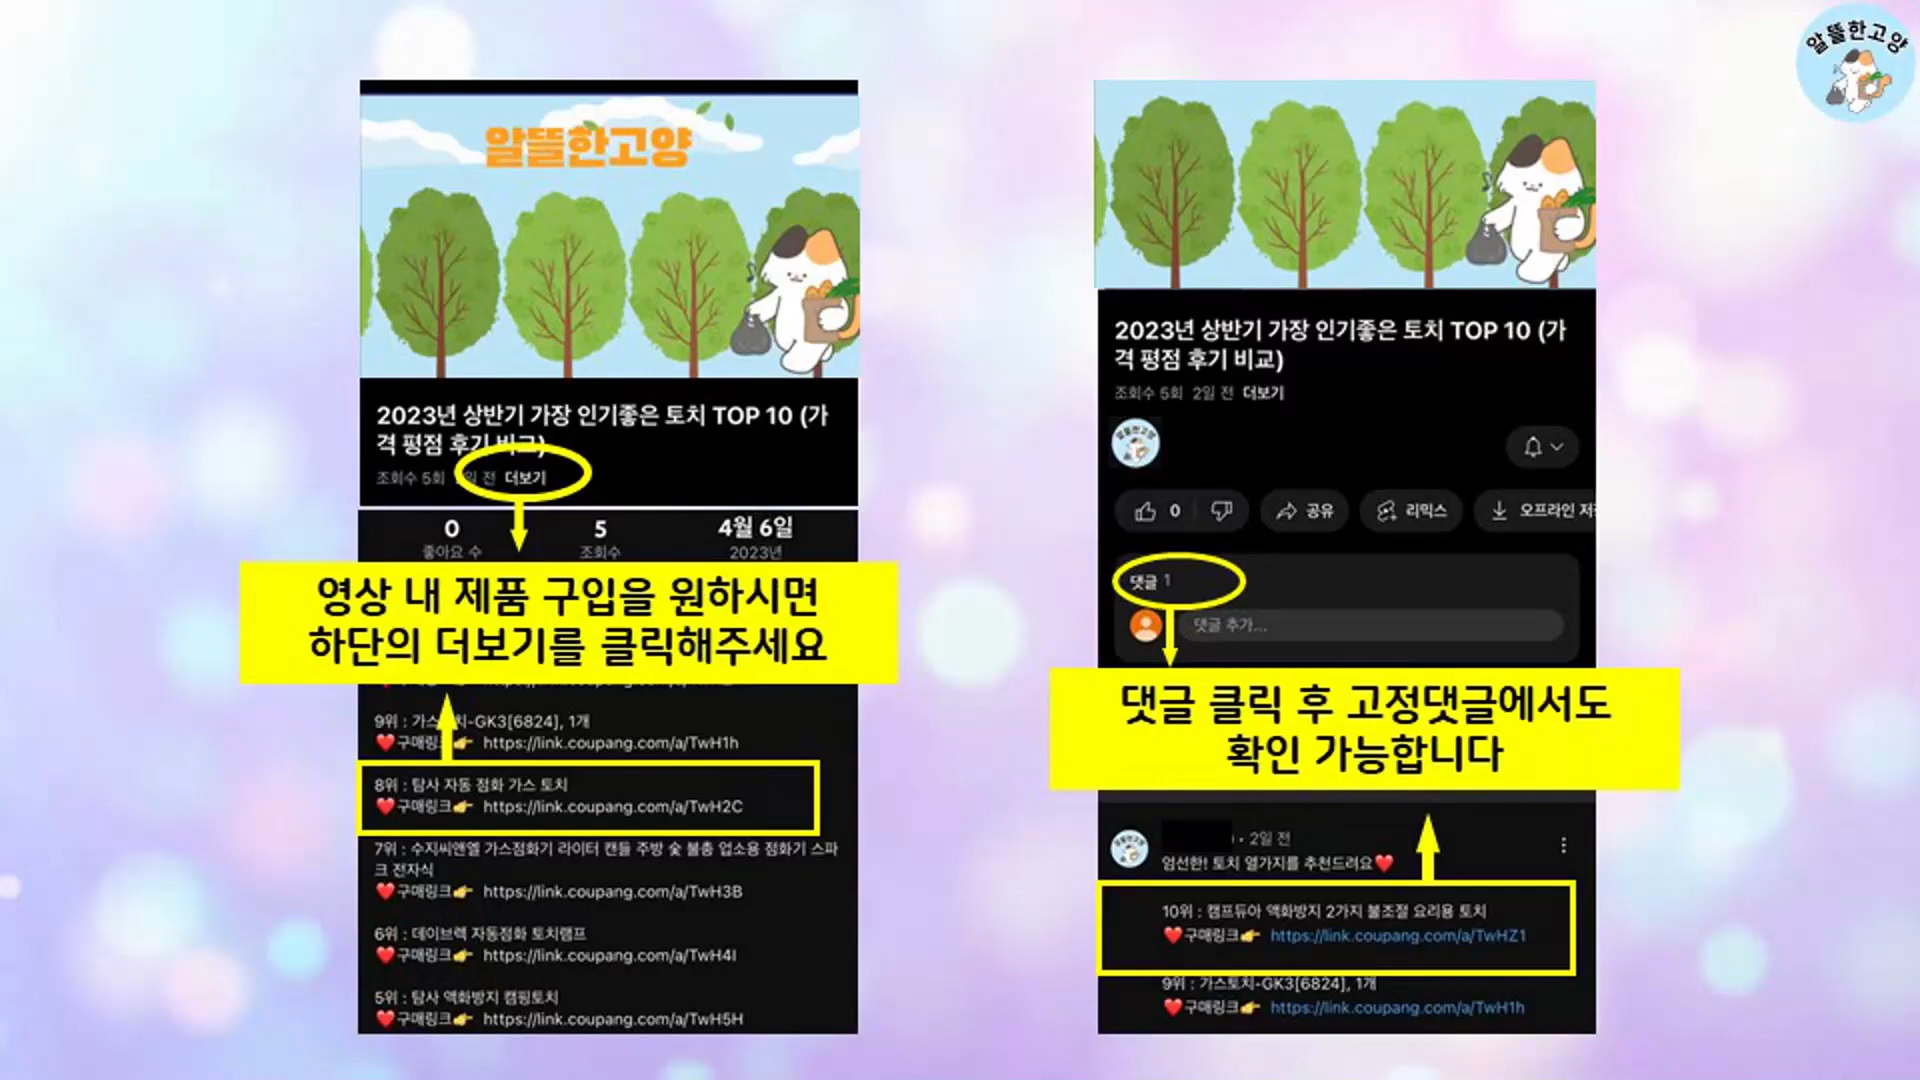 알뜰한고양
알뜰한고양
2023년 상반기 가장 인기좋은 토치 TOP 10 (가
격 평점 후기 비교)
조회수 5회 일 전 더보기
0 5 4월 6일
좋아요 수 조회수 2023년
영상 내 제품 구입을 원하시면
하단의 더보기를 클릭해주세요
9위 : 가스토치-GK3[6824], 1개
❤️구매링크👉 https://link.coupang.com/a/TwH1h
8위 : 탐사 자동 점화 가스 토치
❤️구매링크👉 https://link.coupang.com/a/TwH2C
7위 : 수지씨앤엘 가스점화기 라이터 캔들 주방 숯 불총 업소용 점화기 스파
크 전자식
❤️구매링크👉 https://link.coupang.com/a/TwH3B
6위 : 데이브렉 자동점화 토치램프
❤️구매링크👉 https://link.coupang.com/a/TwH4I
5위 : 탐사 액화방지 캠핑토치
❤️구매링크👉 https://link.coupang.com/a/TwH5H
2023년 상반기 가장 인기좋은 토치 TOP 10 (가
격 평점 후기 비교)
조회수 5회 2일 전 더보기
알뜰한고양
0 공유 리믹스 오프라인 저
댓글 1
댓글 추가...
댓글 클릭 후 고정댓글에서도
확인 가능합니다
알뜰한고양
· 2일 전
엄선한! 토치 열가지를 추천드려요❤️
10위 : 캠프듀아 액화방지 2가지 불조절 요리용 토치
❤️구매링크👉 https://link.coupang.com/a/TwHZ1
9위 : 가스토치-GK3[6824], 1개
❤️구매링크👉 https://link.coupang.com/a/TwH1h